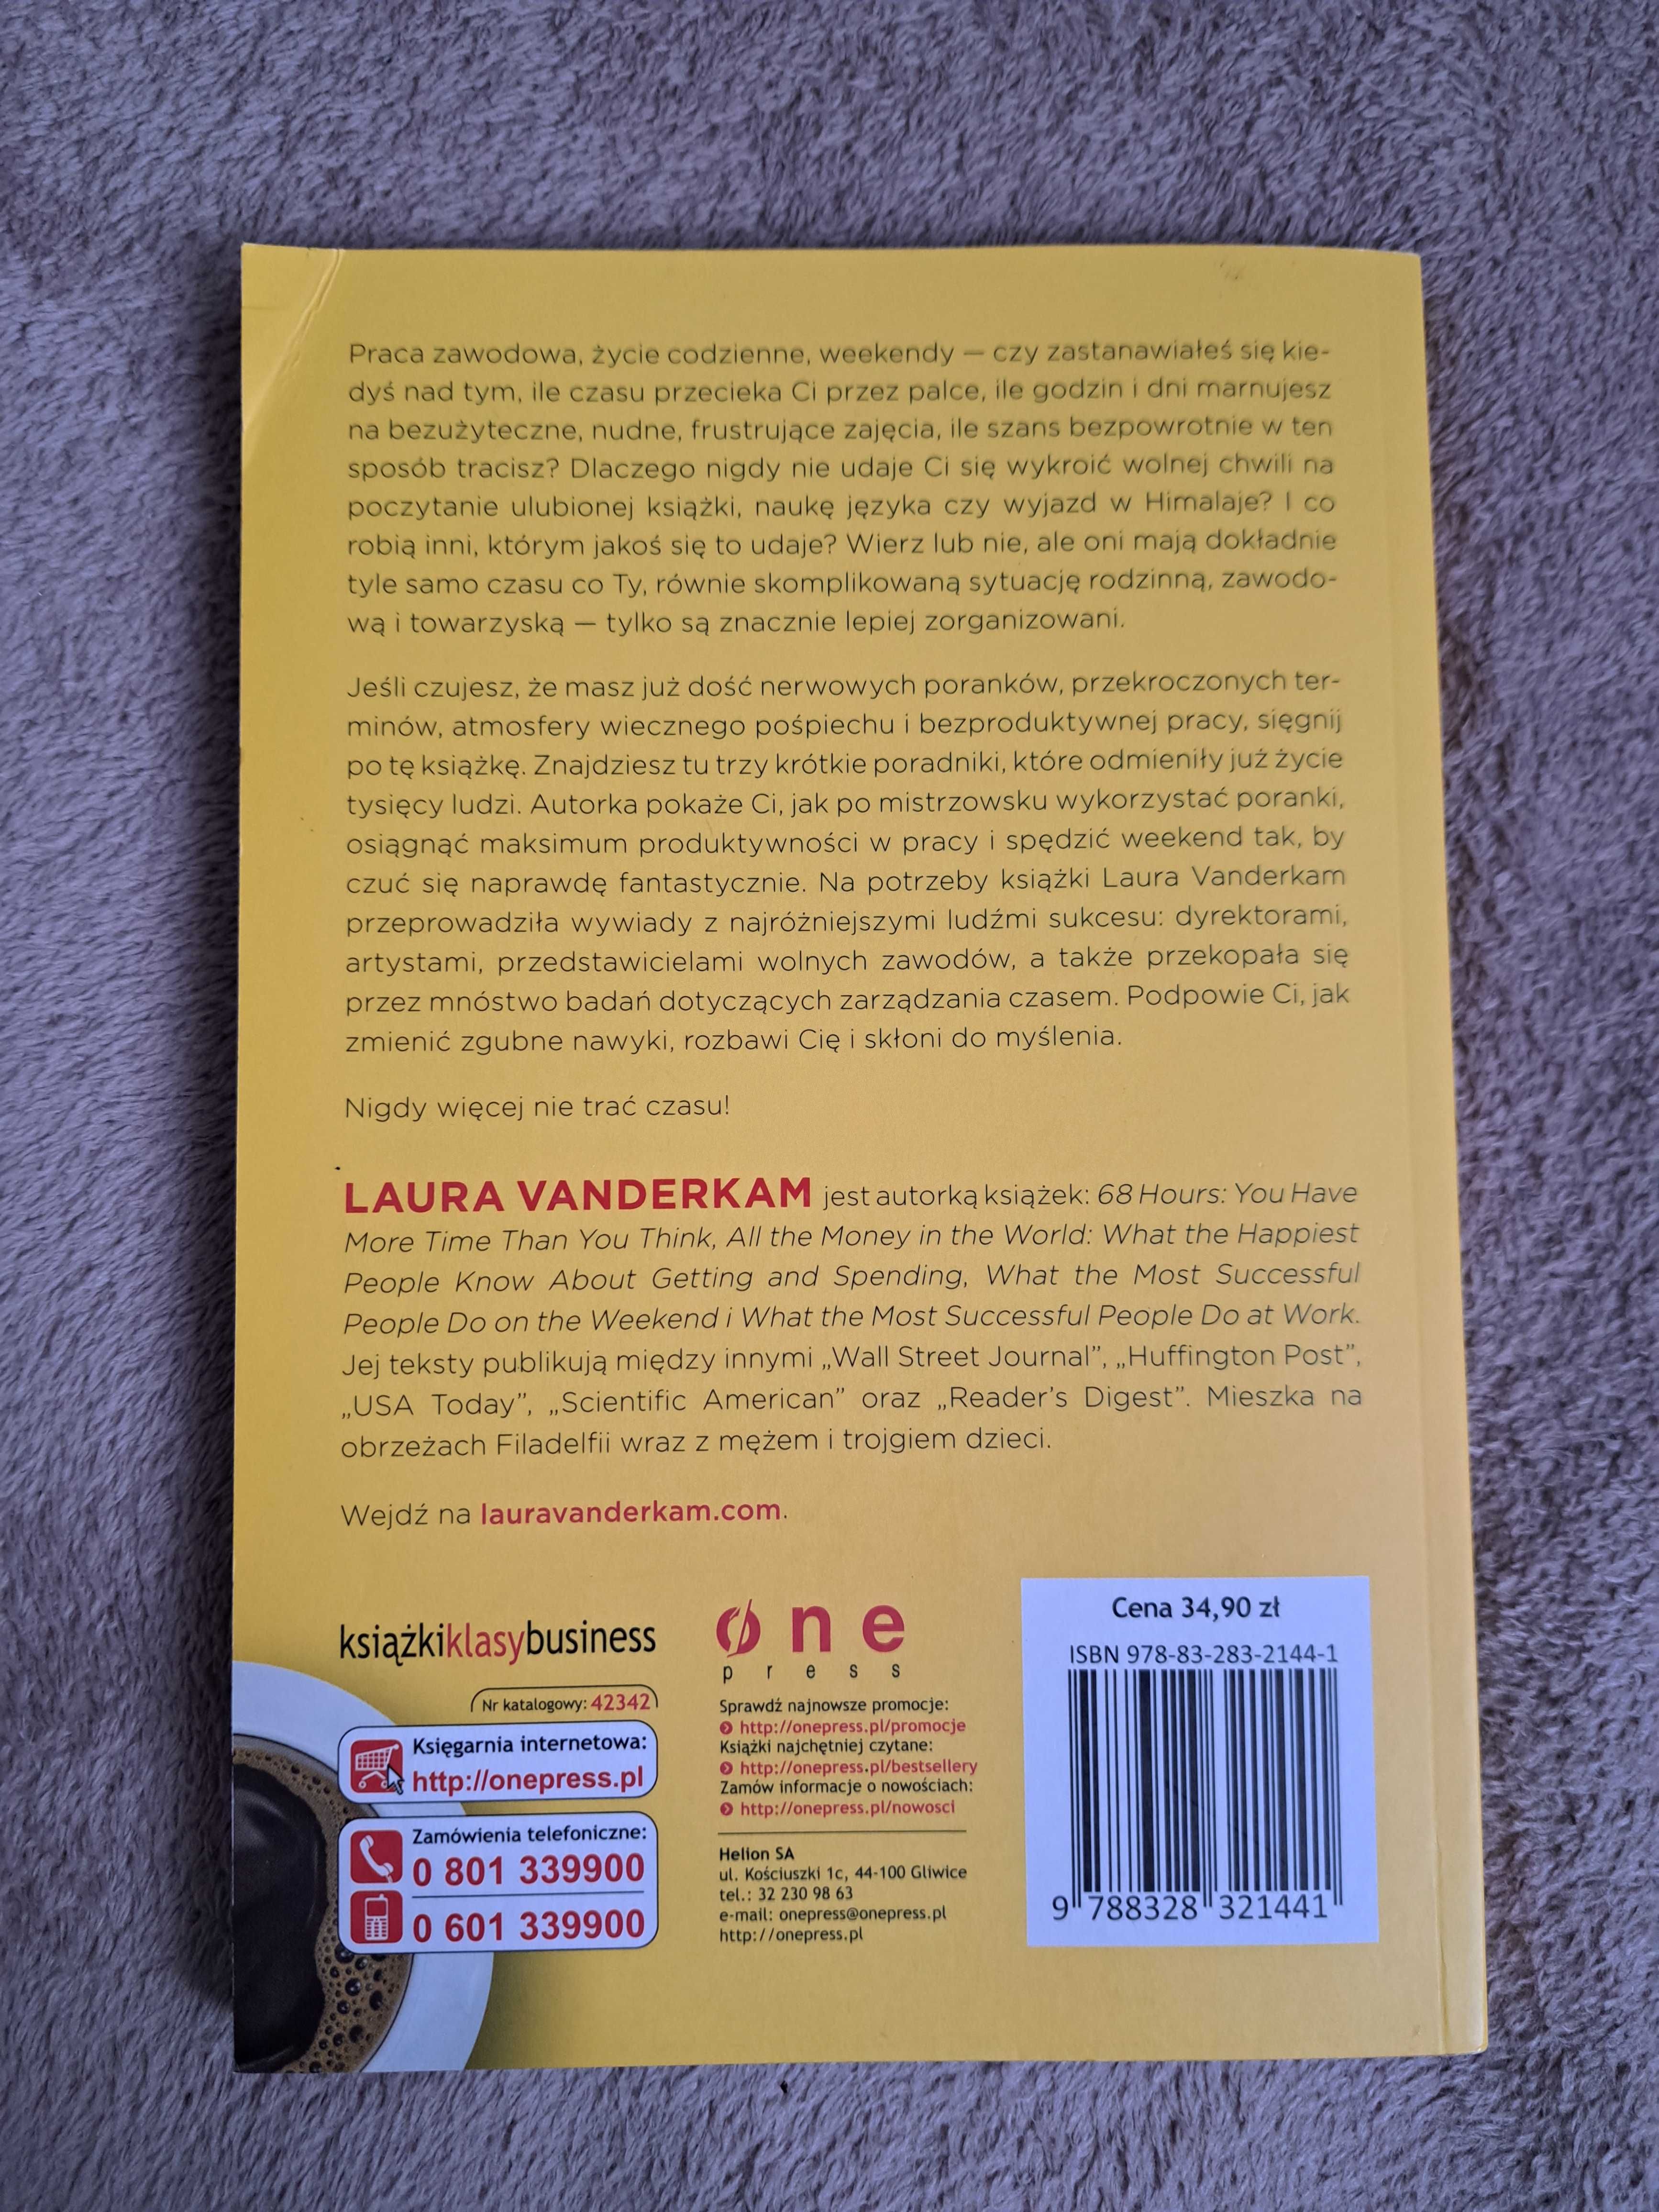 Praca zawodowa, życie codzienne, weekendy — czy zastanawiałeś się kie-
dyś nad tym, ile czasu przecieka Ci przez palce, ile godzin i dni marnujesz
na bezużyteczne, nudne, frustrujące zajęcia, ile szans bezpowrotnie w ten
sposób tracisz? Dlaczego nigdy nie udaje Ci się wykroić wolnej chwili na
poczytanie ulubionej książki, naukę języka czy wyjazd w Himalaje? I co
robią inni, którym jakoś się to udaje? Wierz lub nie, ale oni mają dokładnie
tyle samo czasu co Ty, równie skomplikowaną sytuację rodzinną, zawodo-
wą i towarzyską — tylko są znacznie lepiej zorganizowani.
Jeśli czujesz, że masz już dość nerwowych poranków, przekroczonych ter-
minów, atmosfery wiecznego pośpiechu i bezproduktywnej pracy, sięgnij
po tę książkę. Znajdziesz tu trzy krótkie poradniki, które odmieniły już życie
tysięcy ludzi. Autorka pokaże Ci, jak po mistrzowsku wykorzystać poranki,
osiągnąć maksimum produktywności w pracy i spędzić weekend tak, by
czuć się naprawdę fantastycznie. Na potrzeby książki Laura Vanderkam
przeprowadziła wywiady z najróżniejszymi ludźmi sukcesu: dyrektorami,
artystami, przedstawicielami wolnych zawodów, a także przekopała się
przez mnóstwo badań dotyczących zarządzania czasem. Podpowie Ci, jak
zmienić zgubne nawyki, rozbawi Cię i skłoni do myślenia.
Nigdy więcej nie trać czasu!
LAURA VANDERKAM jest autorką książek: 68 Hours: You Have
More Time Than You Think, All the Money in the World: What the Happiest
People Know About Getting and Spending, What the Most Successful
People Do on the Weekend i What the Most Successful People Do at Work.
Jej teksty publikują między innymi „Wall Street Journal”, „Huffington Post”,
„USA Today”, „Scientific American” oraz „Reader's Digest”. Mieszka na
obrzeżach Filadelfii wraz z mężem i trojgiem dzieci.
Wejdź na lauravanderkam.com.
książkiklasybusiness
Nr katalogowy: 42342
Księgarnia internetowa:
http://onepress.pl
Zamówienia telefoniczne:
0 801 339900
0 601 339900
one
press
Sprawdź najnowsze promocje:
http://onepress.pl/promocje
Książki najchętniej czytane:
http://onepress.pl/bestsellery
Zamów informacje o nowościach:
http://onepress.pl/nowosci
Helion SA
ul. Kościuszki 1c, 44-100 Gliwice
tel.: 32 230 98 63
e-mail: onepress@onepress.pl
http://onepress.pl
Cena 34,90 zł
ISBN 978-83-283-2144-1
9 788328 321441